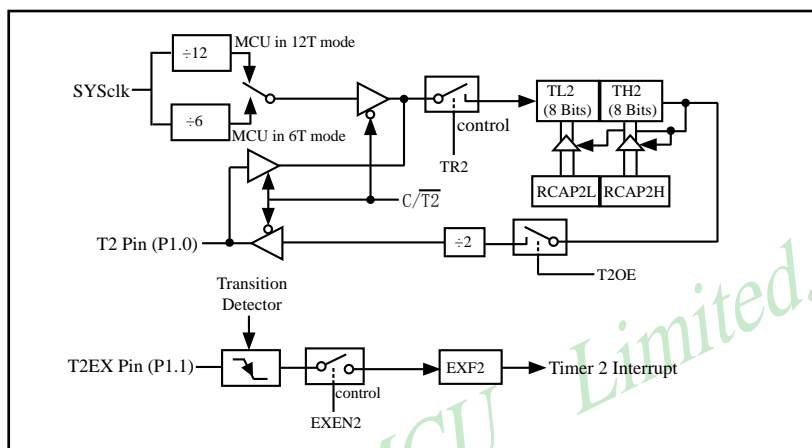 ÷12
MCU in 12T mode
SYSclk
÷6
MCU in 6T mode
control
TR2
TL2
(8 Bits)
TH2
(8 Bits)
RCAP2L
RCAP2H
C/T2
T2 Pin (P1.0)
÷2
T2OE
Transition
Detector
T2EX Pin (P1.1)
control
EXEN2
EXF2
Timer 2 Interrupt
MCU Limited.